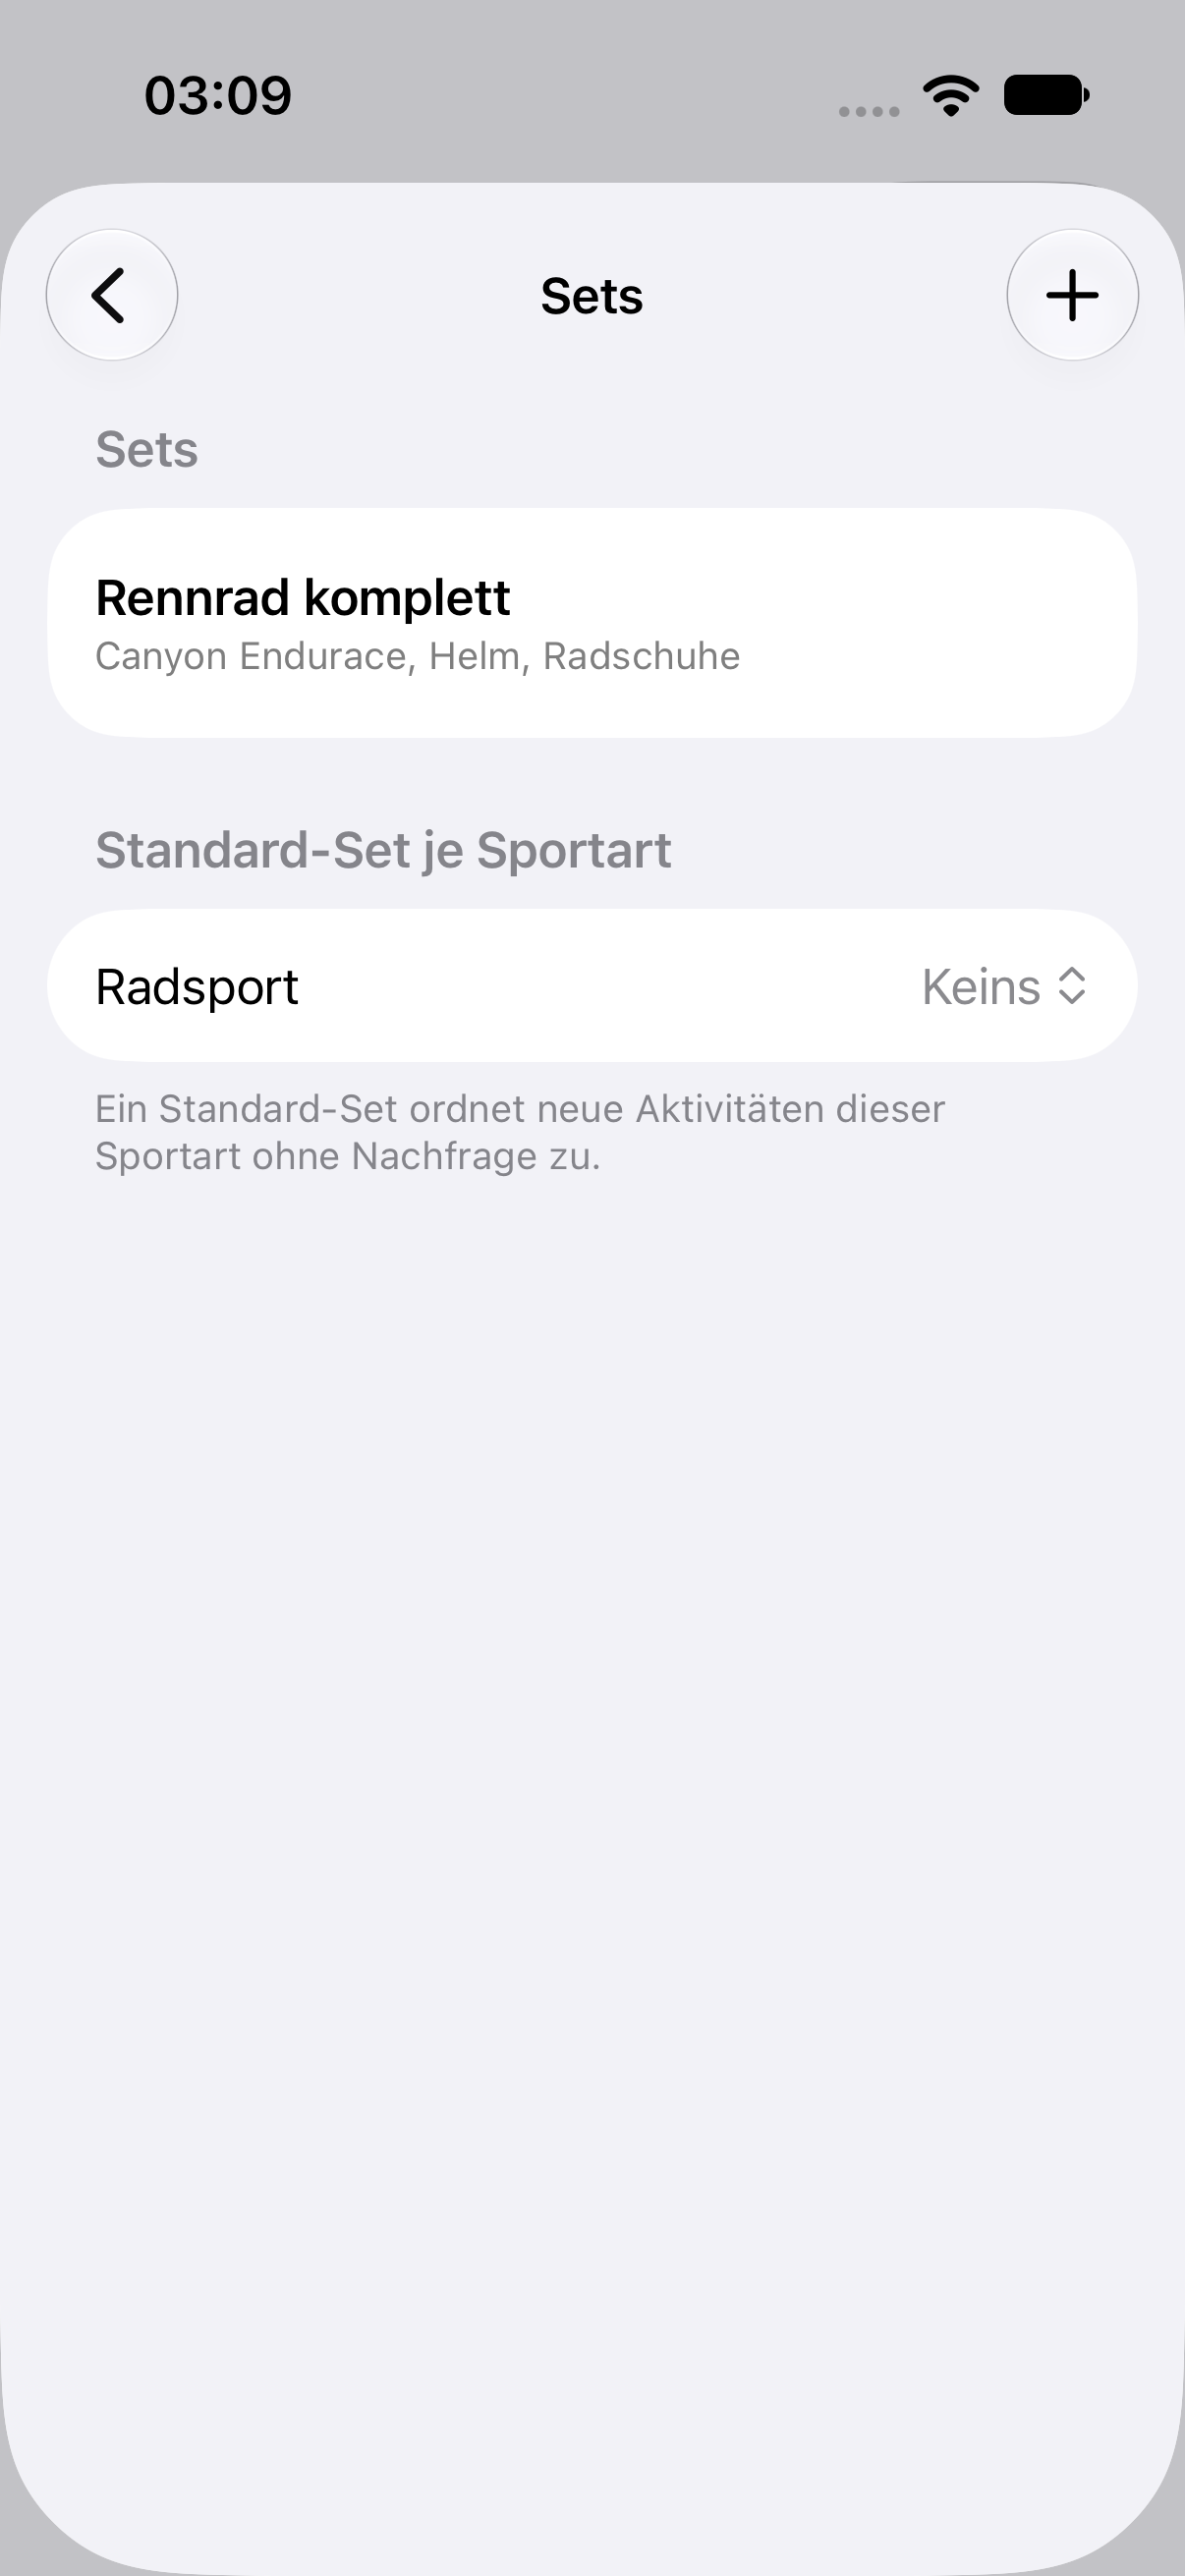 03:09
Sets
Sets
Rennrad komplett
Canyon Endurace, Helm, Radschuhe
Standard-Set je Sportart
Radsport Keins
Ein Standard-Set ordnet neue Aktivitäten dieser
Sportart ohne Nachfrage zu.